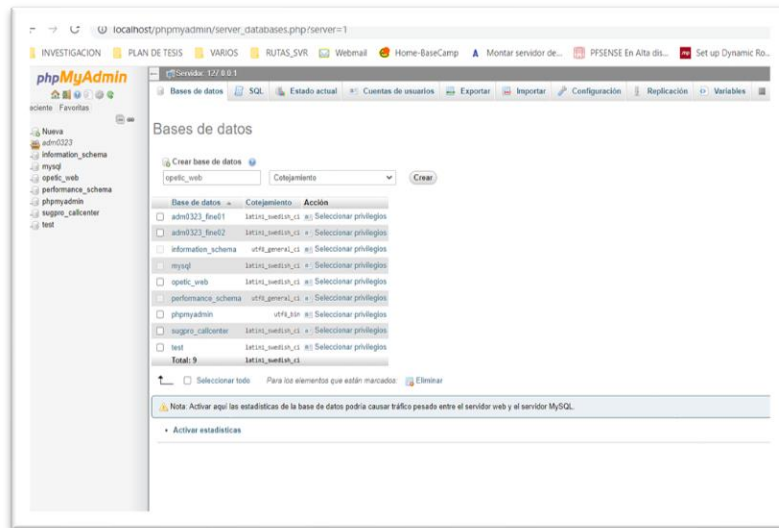 localhost/phpmyadmin/server_databases.php?server=1
INVESTIGACION PLAN DE TESIS VARIOS RUTAS_SVR Webmail Home-BaseCamp Montar servidor de... PFSENSE En Alta dis... Set up Dynamic Ro...
phpMyAdmin
eciente Favoritas
Nueva
adm0323
information_schema
mysql
opetic_web
performance_schema
phpmyadmin
sugpro_callcenter
test
Servidor: 127.0.0.1
Bases de datos SQL Estado actual Cuentas de usuarios Exportar Importar Configuración Replicación Variables
Bases de datos
Crear base de datos
opetic_web Cotejamiento Crear
Base de datos Cotejamiento Acción
adm0323_fine01 latin1_swedish_ci Seleccionar privilegios
adm0323_fine02 latin1_swedish_ci Seleccionar privilegios
information_schema utf8_general_ci Seleccionar privilegios
mysql latin1_swedish_ci Seleccionar privilegios
opetic_web latin1_swedish_ci Seleccionar privilegios
performance_schema utf8_general_ci Seleccionar privilegios
phpmyadmin utf8_bin Seleccionar privilegios
sugpro_callcenter latin1_swedish_ci Seleccionar privilegios
test latin1_swedish_ci Seleccionar privilegios
Total: 9 latin1_swedish_ci
Seleccionar todo Para los elementos que están marcados: Eliminar
Nota: Activar aquí las estadísticas de la base de datos podría causar tráfico pesado entre el servidor web y el servidor MySQL.
Activar estadísticas